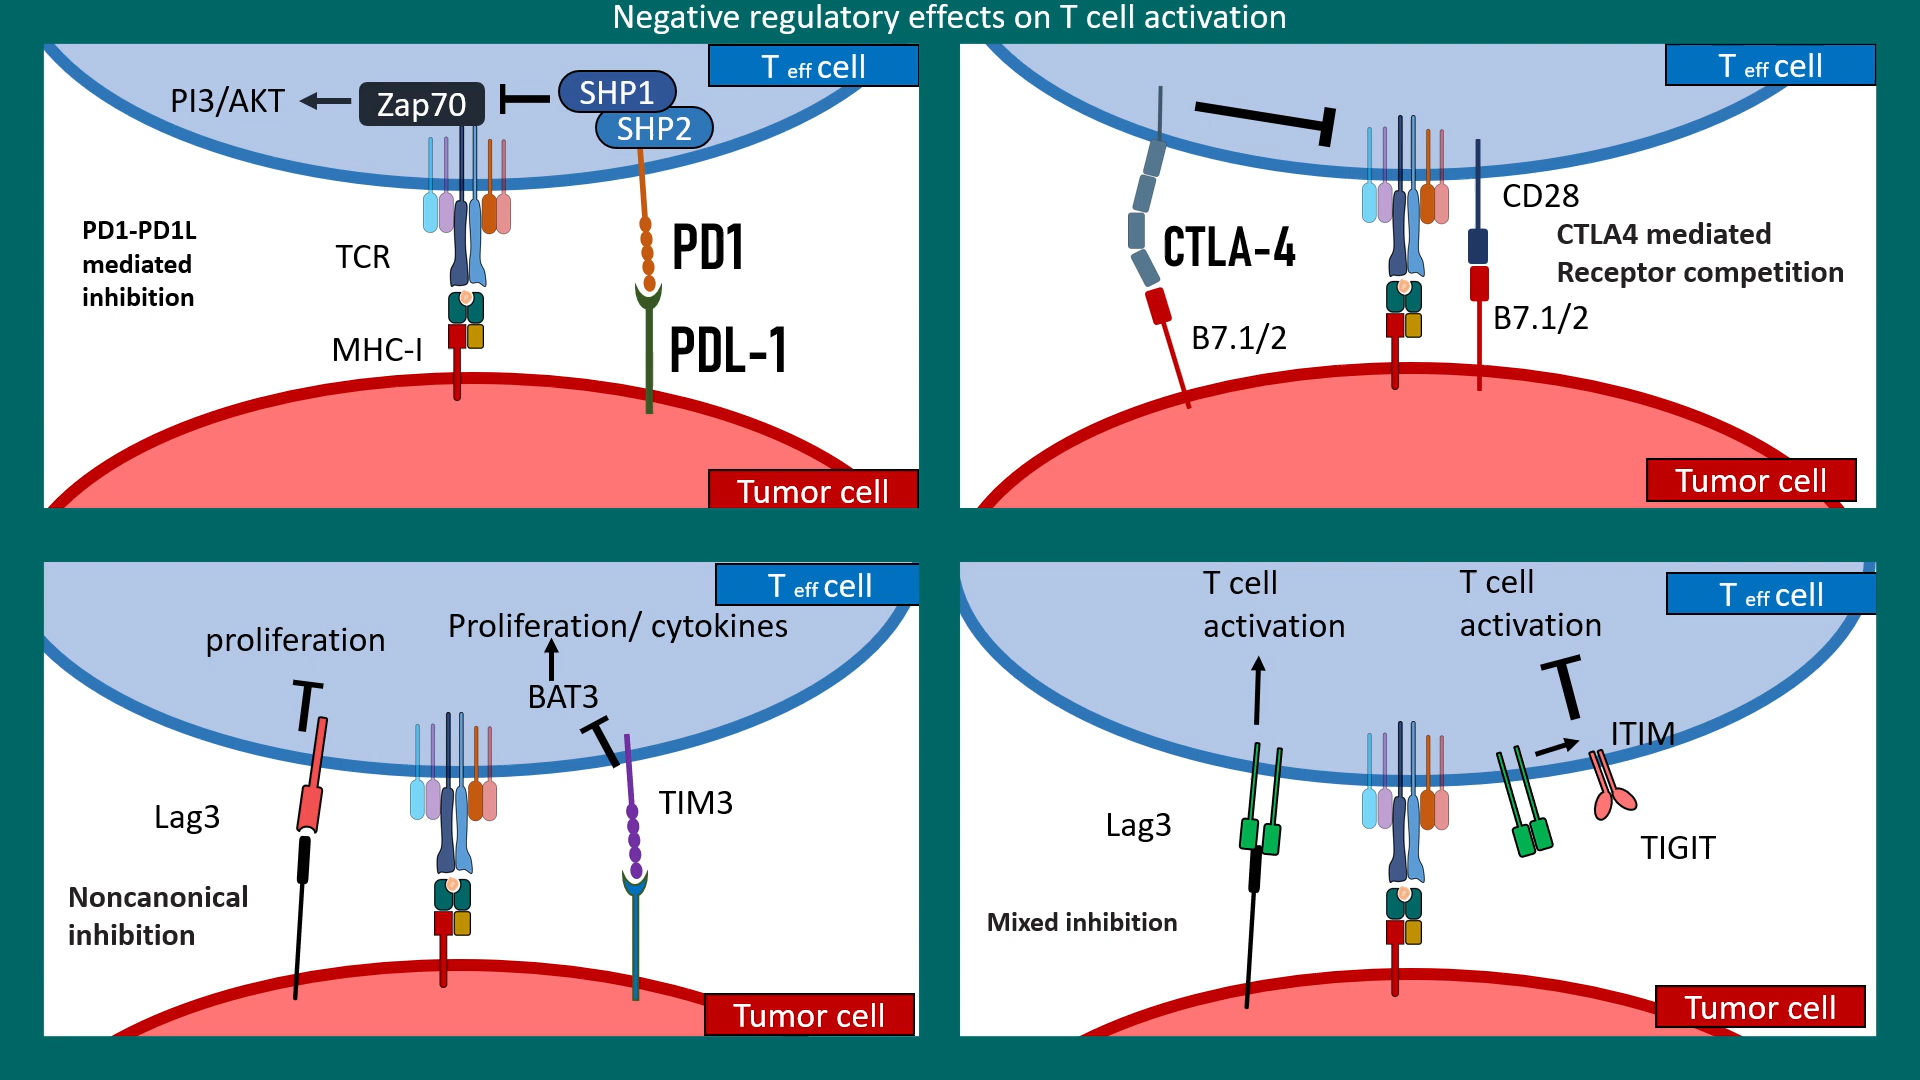 Negative regulatory effects on T cell activation
T eff cell
PI3/AKT
Zap70
SHP1
SHP2
PD1-PD1L
mediated
inhibition
TCR
PD1
MHC-I
PDL-1
Tumor cell
T eff cell
CD28
CTLA-4
CTLA4 mediated
Receptor competition
B7.1/2
B7.1/2
Tumor cell
T eff cell
proliferation
Proliferation/ cytokines
BAT3
Lag3
TIM3
Noncanonical
inhibition
Tumor cell
T cell
activation
T cell
activation
T eff cell
ITIM
Lag3
TIGIT
Mixed inhibition
Tumor cell